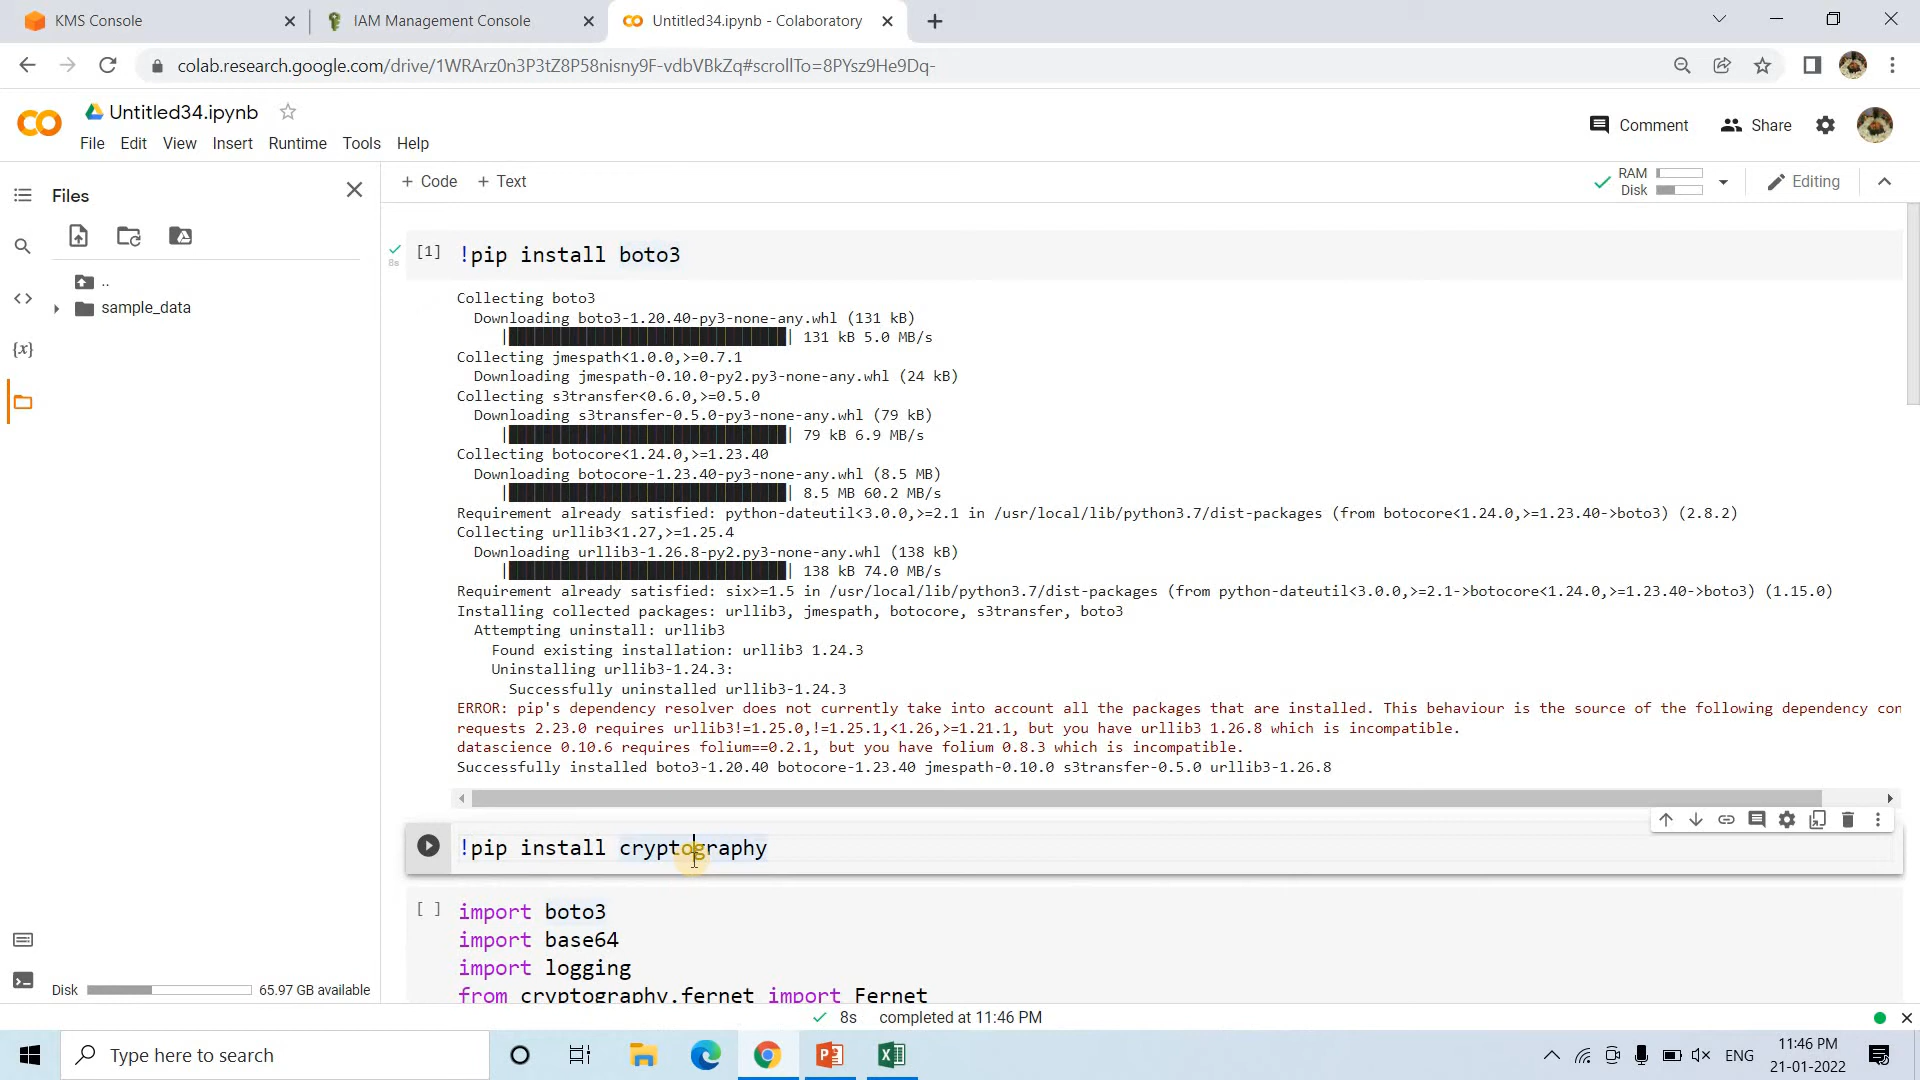 KMS Console
IAM Management Console
Untitled34.ipynb - Colaboratory
colab.research.google.com/drive/1WRArz0n3P3tZ8P58nisny9F-vdbVBkZq#scrollTo=8PYsz9He9Dq-
Untitled34.ipynb
File Edit View Insert Runtime Tools Help
Comment
Share
Files
+ Code + Text
RAM
Disk
Editing
..
sample_data
{x}
[1] !pip install boto3
8s
Collecting boto3
Downloading boto3-1.20.40-py3-none-any.whl (131 kB)
|████████████████████████████████| 131 kB 5.0 MB/s
Collecting jmespath<1.0.0,>=0.7.1
Downloading jmespath-0.10.0-py2.py3-none-any.whl (24 kB)
Collecting s3transfer<0.6.0,>=0.5.0
Downloading s3transfer-0.5.0-py3-none-any.whl (79 kB)
|████████████████████████████████| 79 kB 6.9 MB/s
Collecting botocore<1.24.0,>=1.23.40
Downloading botocore-1.23.40-py3-none-any.whl (8.5 MB)
|████████████████████████████████| 8.5 MB 60.2 MB/s
Requirement already satisfied: python-dateutil<3.0.0,>=2.1 in /usr/local/lib/python3.7/dist-packages (from botocore<1.24.0,>=1.23.40->boto3) (2.8.2)
Collecting urllib3<1.27,>=1.25.4
Downloading urllib3-1.26.8-py2.py3-none-any.whl (138 kB)
|████████████████████████████████| 138 kB 74.0 MB/s
Requirement already satisfied: six>=1.5 in /usr/local/lib/python3.7/dist-packages (from python-dateutil<3.0.0,>=2.1->botocore<1.24.0,>=1.23.40->boto3) (1.15.0)
Installing collected packages: urllib3, jmespath, botocore, s3transfer, boto3
Attempting uninstall: urllib3
Found existing installation: urllib3 1.24.3
Uninstalling urllib3-1.24.3:
Successfully uninstalled urllib3-1.24.3
ERROR: pip's dependency resolver does not currently take into account all the packages that are installed. This behaviour is the source of the following dependency con
requests 2.23.0 requires urllib3!=1.25.0,!=1.25.1,<1.26,>=1.21.1, but you have urllib3 1.26.8 which is incompatible.
datascience 0.10.6 requires folium==0.2.1, but you have folium 0.8.3 which is incompatible.
Successfully installed boto3-1.20.40 botocore-1.23.40 jmespath-0.10.0 s3transfer-0.5.0 urllib3-1.26.8
!pip install cryptography
[ ] import boto3
import base64
import logging
from cryptography.fernet import Fernet
Disk 65.97 GB available
8s completed at 11:46 PM
Type here to search
ENG
11:46 PM
21-01-2022